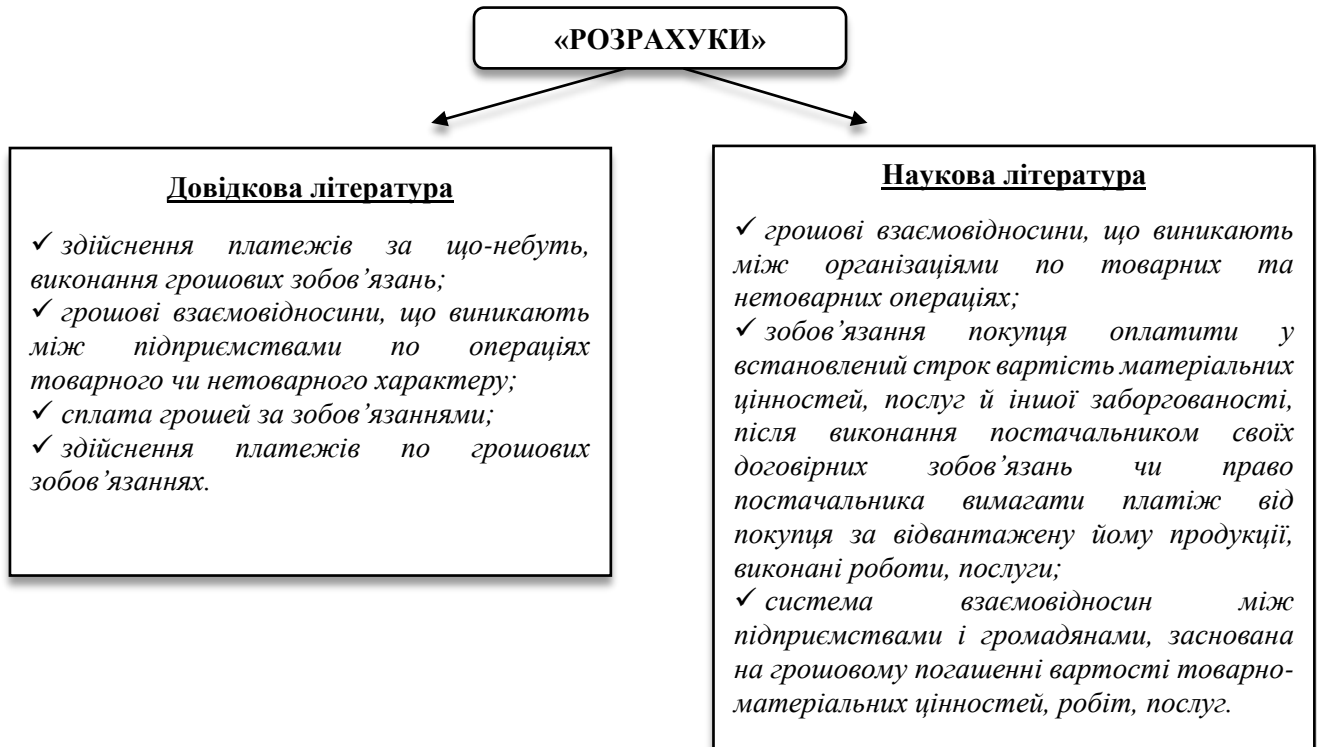 «РОЗРАХУКИ»
Довідкова література
✓ здійснення платежів за що-небуть,
виконання грошових зобов’язань;
✓ грошові взаємовідносини, що виникають
між підприємствами по операціях
товарного чи нетоварного характеру;
✓ сплата грошей за зобов’язаннями;
✓ здійснення платежів по грошових
зобов’язаннях.
Наукова література
✓ грошові взаємовідносини, що виникають
між організаціями по товарних та
нетоварних операціях;
✓ зобов’язання покупця оплатити у
встановлений строк вартість матеріальних
цінностей, послуг й іншої заборгованості,
після виконання постачальником своїх
договірних зобов’язань чи право
постачальника вимагати платіж від
покупця за відвантажену йому продукції,
виконані роботи, послуги;
✓ система взаємовідносин між
підприємствами і громадянами, заснована
на грошовому погашенні вартості товарно-
матеріальних цінностей, робіт, послуг.